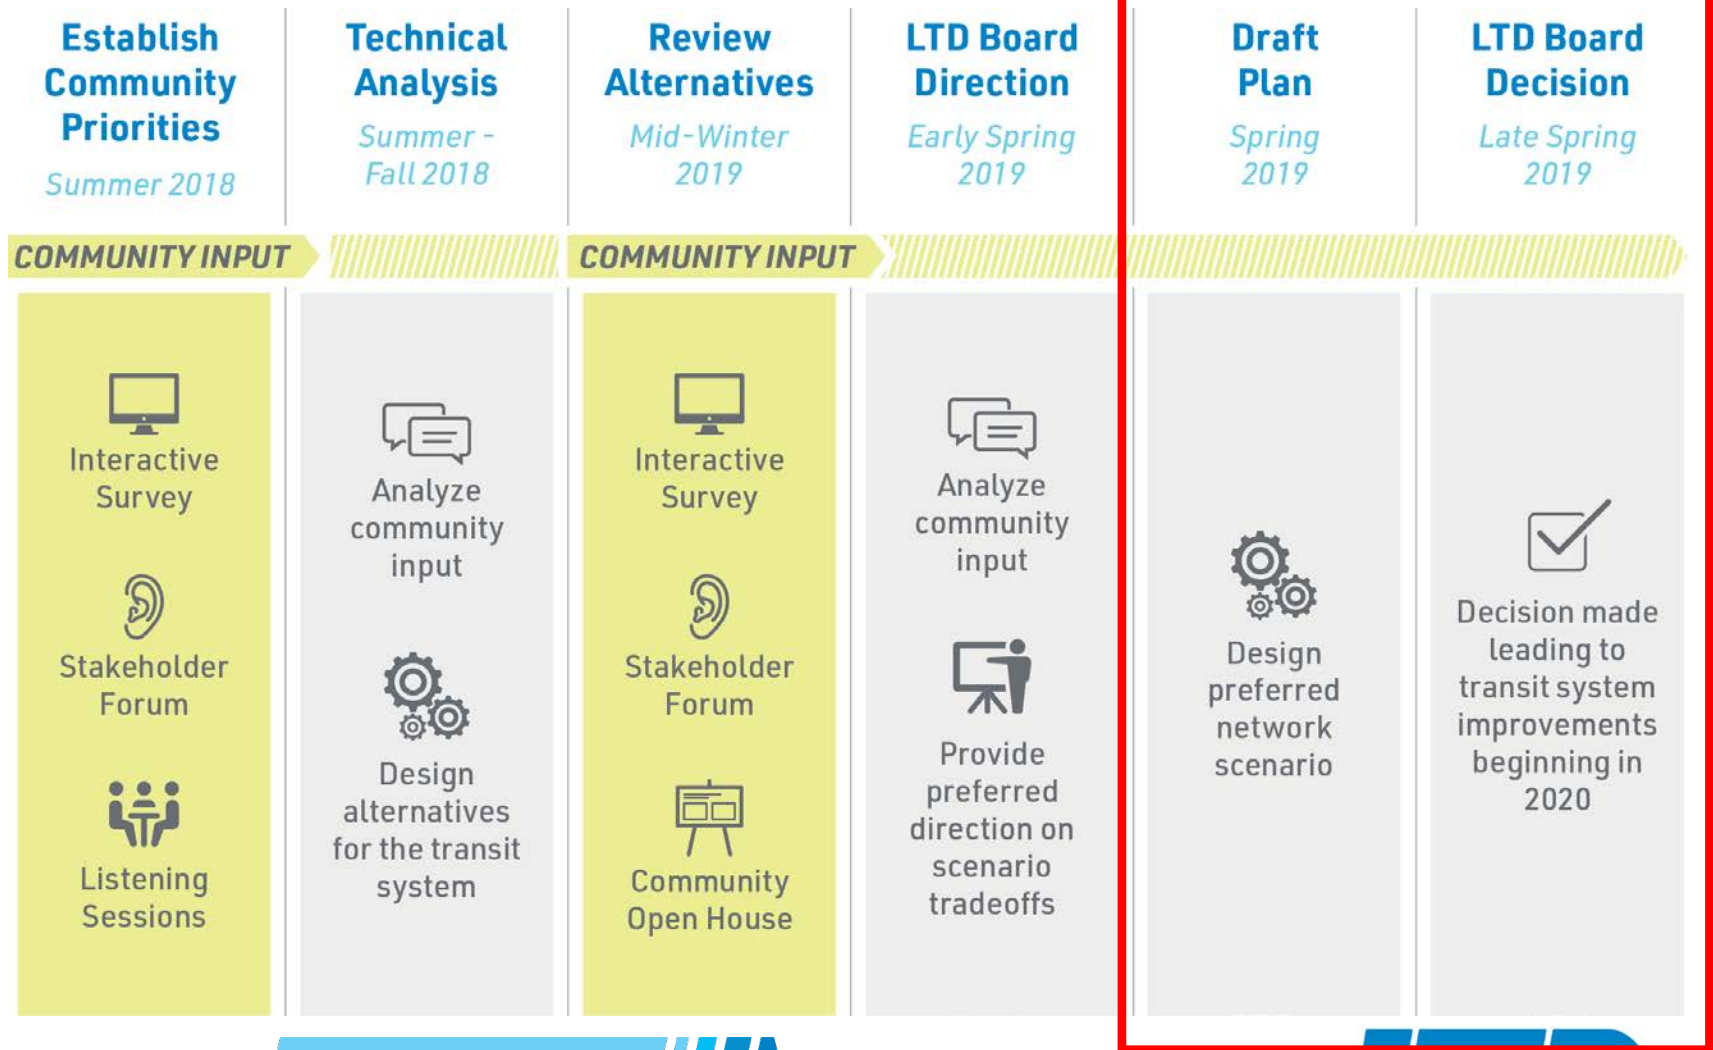 Establish
Community
Priorities
Summer 2018
Technical
Analysis
Summer -
Fall 2018
Review
Alternatives
Mid-Winter
2019
LTD Board
Direction
Early Spring
2019
Draft
Plan
Spring
2019
LTD Board
Decision
Late Spring
2019
COMMUNITY INPUT
COMMUNITY INPUT
Interactive
Survey
Stakeholder
Forum
Listening
Sessions
Analyze
community
input
Design
alternatives
for the transit
system
Interactive
Survey
Stakeholder
Forum
Community
Open House
Analyze
community
input
Provide
preferred
direction on
scenario
tradeoffs
Design
preferred
network
scenario
Decision made
leading to
transit system
improvements
beginning in
2020